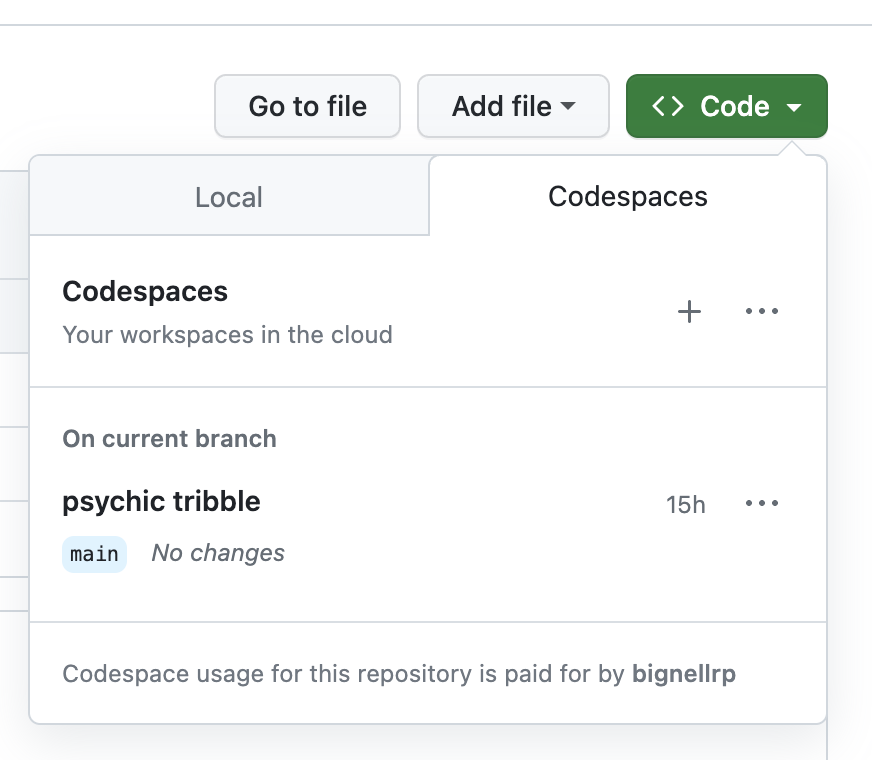 Go to file
Add file
<> Code
Local
Codespaces
Codespaces
Your workspaces in the cloud
On current branch
psychic tribble
15h
main No changes
Codespace usage for this repository is paid for by bignellrp